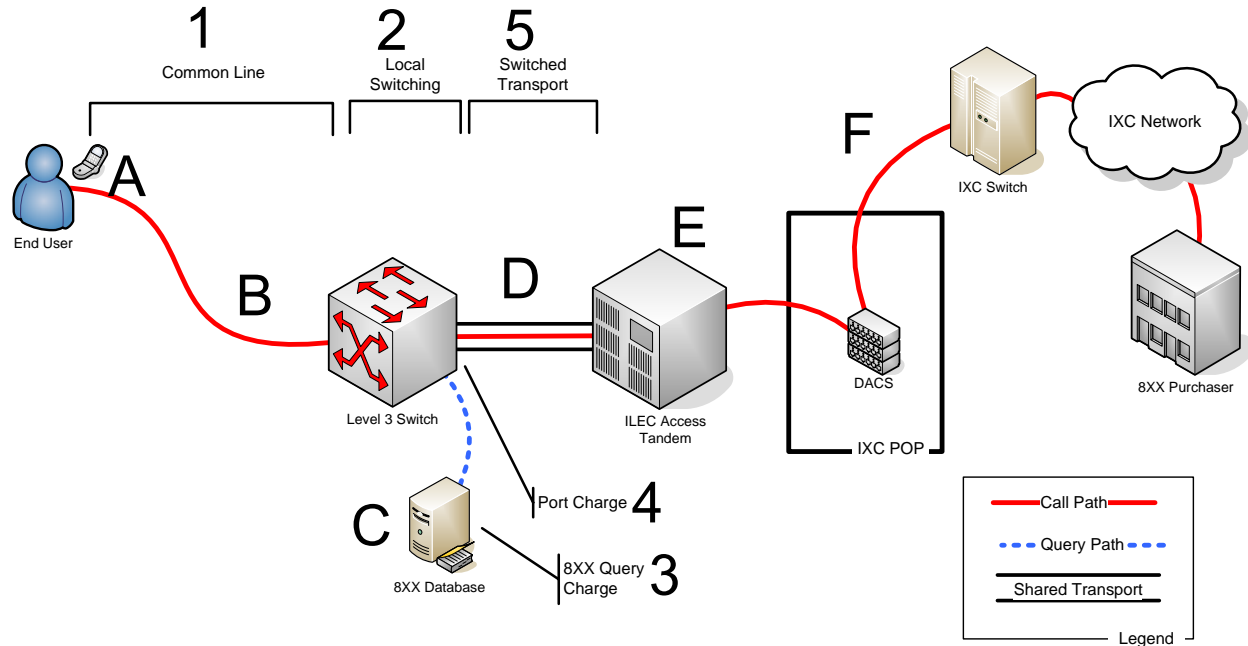 1
Common Line
2
Local
Switching
5
Switched
Transport
A
End User
B
Level 3 Switch
D
E
ILEC Access
Tandem
F
IXC Switch
IXC Network
8XX Purchaser
DACS
IXC POP
C
8XX Database
Port Charge
4
8XX Query
Charge
3
Call Path
Query Path
Shared Transport
Legend